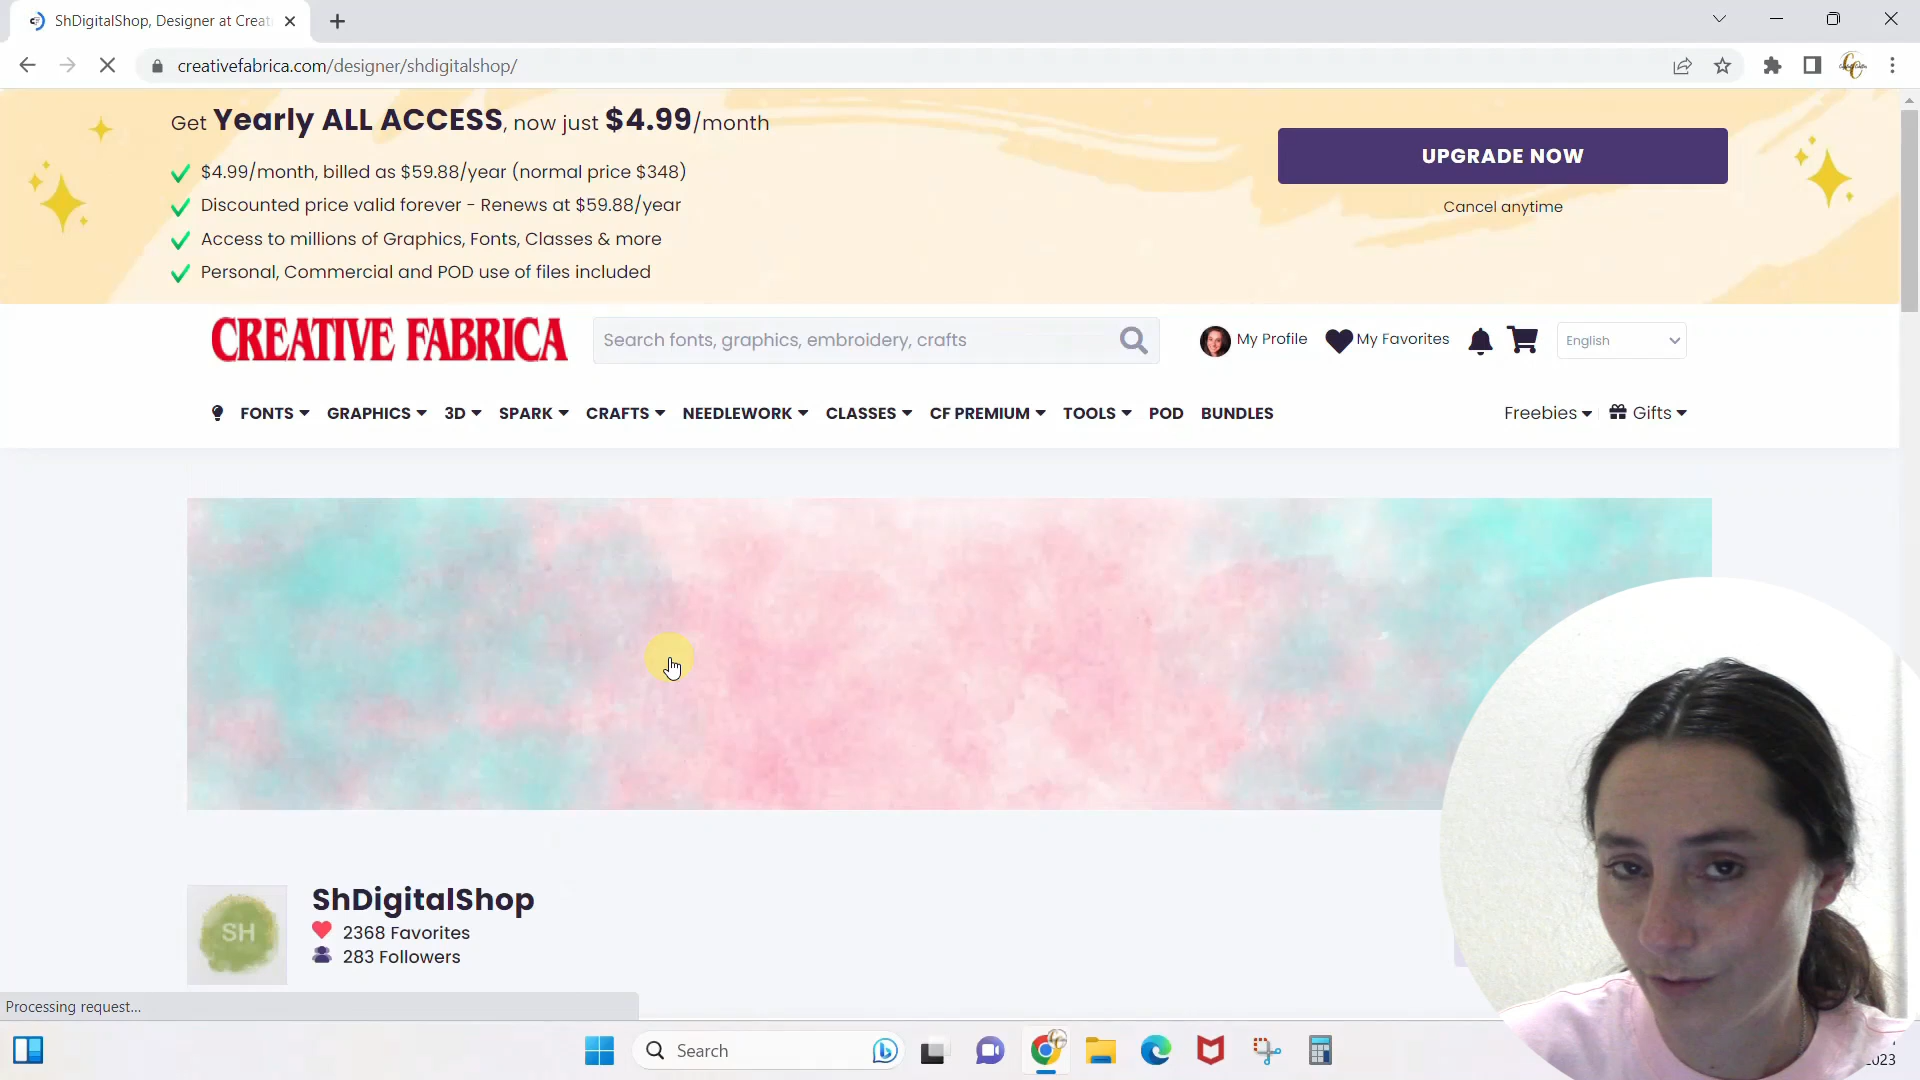 ShDigitalShop, Designer at Creati
creativefabrica.com/designer/shdigitalshop/
Get Yearly ALL ACCESS, now just $4.99/month
$4.99/month, billed as $59.88/year (normal price $348)
Discounted price valid forever - Renews at $59.88/year
Access to millions of Graphics, Fonts, Classes & more
Personal, Commercial and POD use of files included
UPGRADE NOW
Cancel anytime
CREATIVE FABRICA
Search fonts, graphics, embroidery, crafts
My Profile
My Favorites
English
FONTS GRAPHICS 3D SPARK CRAFTS NEEDLEWORK CLASSES CF PREMIUM TOOLS POD BUNDLES
Freebies Gifts
SH
ShDigitalShop
2368 Favorites
283 Followers
Processing request...
Search